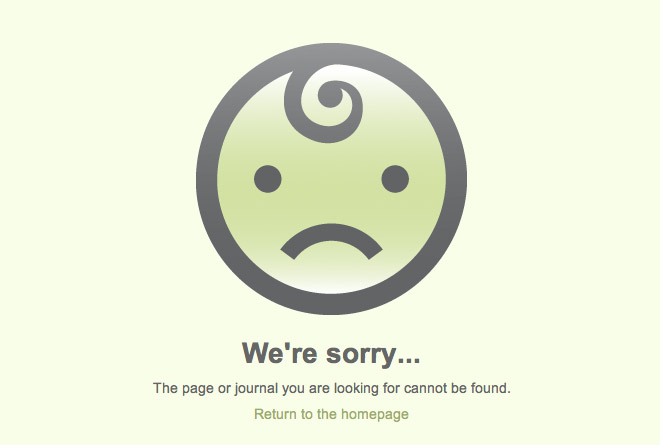 We're sorry...
The page or journal you are looking for cannot be found.
Return to the homepage